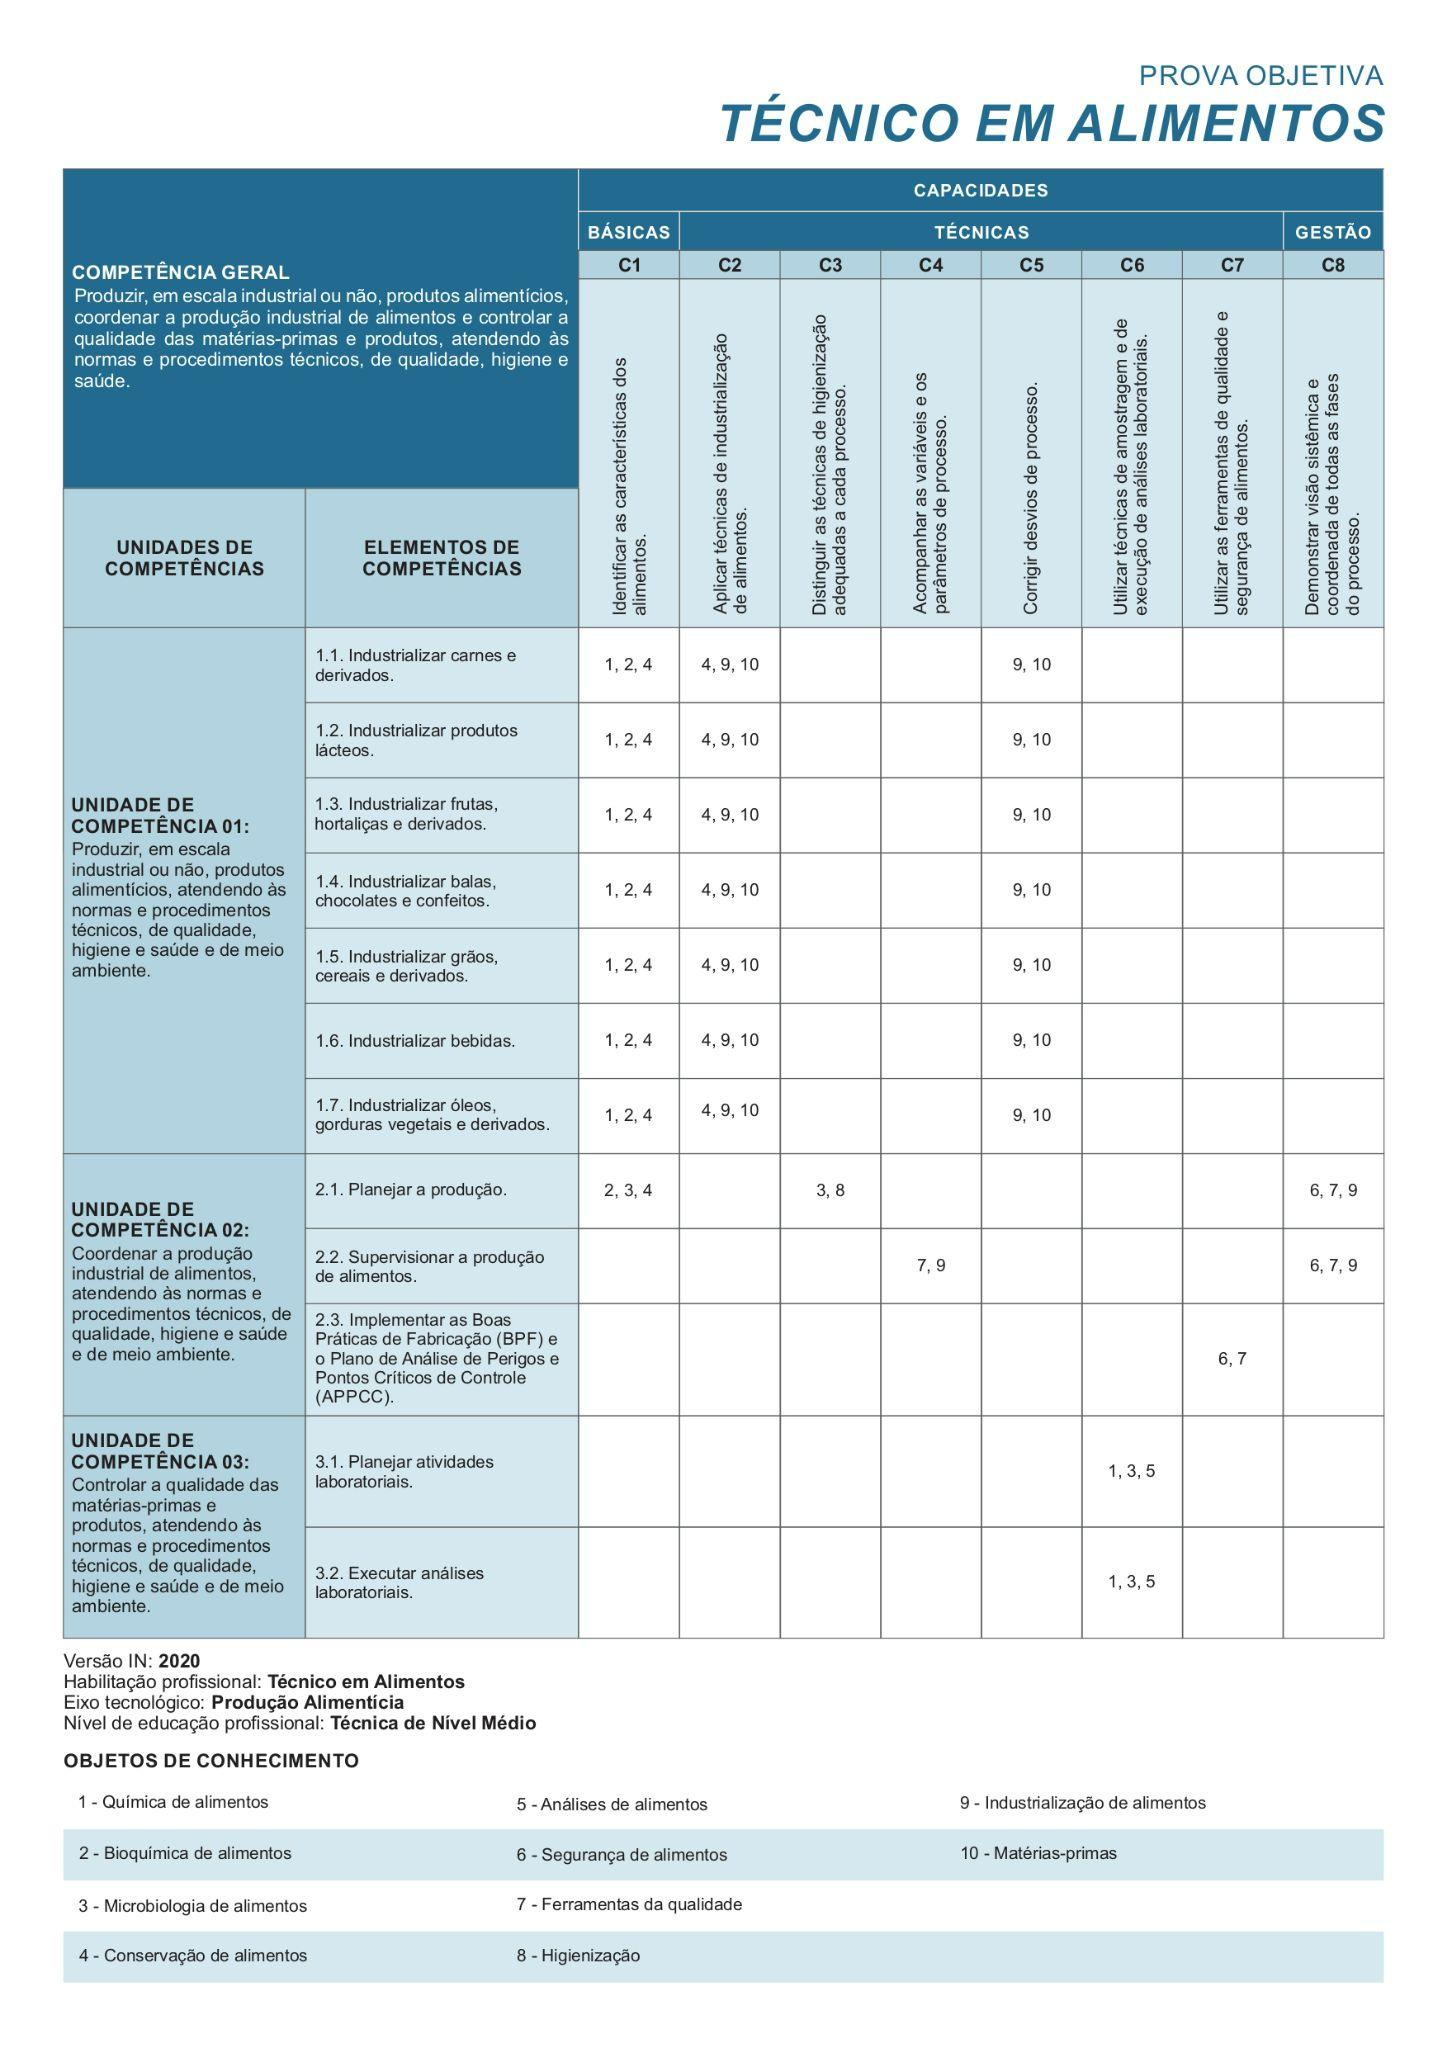 PROVA OBJETIVA
TÉCNICO EM ALIMENTOS
COMPETÊNCIA GERAL
Produzir, em escala industrial ou não, produtos alimentícios,
coordenar a produção industrial de alimentos e controlar a
qualidade das matérias-primas e produtos, atendendo às
normas e procedimentos técnicos, de qualidade, higiene e
saúde.
CAPACIDADES
BÁSICAS TÉCNICAS GESTÃO
C1 C2 C3 C4 C5 C6 C7 C8
Identificar as características dos
alimentos.
Aplicar técnicas de industrialização
de alimentos.
Distinguir as técnicas de higienização
adequadas a cada processo.
Acompanhar as variáveis e os
parâmetros de processo.
Corrigir desvios de processo.
Utilizar técnicas de amostragem e de
execução de análises laboratoriais.
Utilizar as ferramentas de qualidade e
segurança de alimentos.
Demonstrar visão sistêmica e
coordenada de todas as fases
do processo.
UNIDADES DE
COMPETÊNCIAS
ELEMENTOS DE
COMPETÊNCIAS
UNIDADE DE
COMPETÊNCIA 01:
Produzir, em escala
industrial ou não, produtos
alimentícios, atendendo às
normas e procedimentos
técnicos, de qualidade,
higiene e saúde e de meio
ambiente.
1.1. Industrializar carnes e
derivados.
1, 2, 4 4, 9, 10 9, 10
1.2. Industrializar produtos
lácteos.
1, 2, 4 4, 9, 10 9, 10
1.3. Industrializar frutas,
hortaliças e derivados.
1, 2, 4 4, 9, 10 9, 10
1.4. Industrializar balas,
chocolates e confeitos.
1, 2, 4 4, 9, 10 9, 10
1.5. Industrializar grãos,
cereais e derivados.
1, 2, 4 4, 9, 10 9, 10
1.6. Industrializar bebidas.
1, 2, 4 4, 9, 10 9, 10
1.7. Industrializar óleos,
gorduras vegetais e derivados.
1, 2, 4 4, 9, 10 9, 10
UNIDADE DE
COMPETÊNCIA 02:
Coordenar a produção
industrial de alimentos,
atendendo às normas e
procedimentos técnicos, de
qualidade, higiene e saúde
e de meio ambiente.
2.1. Planejar a produção.
2, 3, 4 3, 8 6, 7, 9
2.2. Supervisionar a produção
de alimentos.
7, 9 6, 7, 9
2.3. Implementar as Boas
Práticas de Fabricação (BPF) e
o Plano de Análise de Perigos e
Pontos Críticos de Controle
(APPCC).
6, 7
UNIDADE DE
COMPETÊNCIA 03:
Controlar a qualidade das
matérias-primas e
produtos, atendendo às
normas e procedimentos
técnicos, de qualidade,
higiene e saúde e de meio
ambiente.
3.1. Planejar atividades
laboratoriais.
1, 3, 5
3.2. Executar análises
laboratoriais.
1, 3, 5
Versão IN: 2020
Habilitação profissional: Técnico em Alimentos
Eixo tecnológico: Produção Alimentícia
Nível de educação profissional: Técnica de Nível Médio
OBJETOS DE CONHECIMENTO
1 - Química de alimentos
5 - Análises de alimentos
9 - Industrialização de alimentos
2 - Bioquímica de alimentos
6 - Segurança de alimentos
10 - Matérias-primas
3 - Microbiologia de alimentos
7 - Ferramentas da qualidade
4 - Conservação de alimentos
8 - Higienização